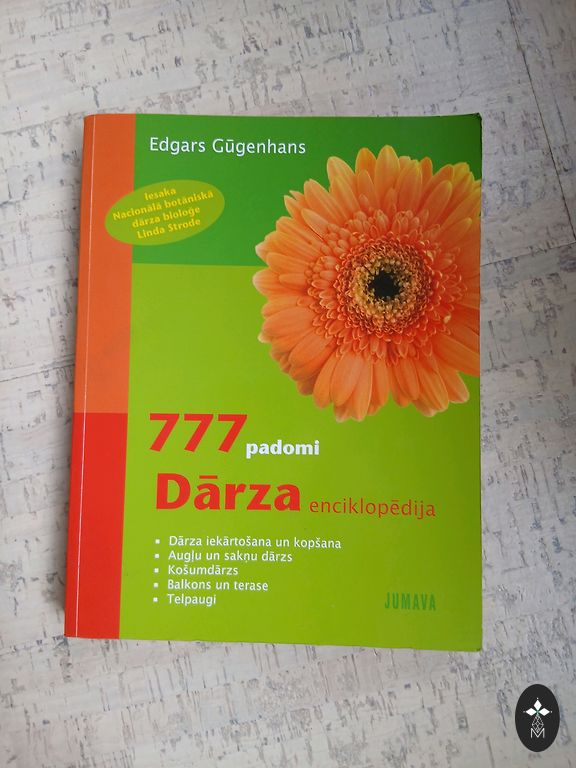 Edgars Gūgenhans
Iesaka
Nacionālā botāniskā
dārza bioloģe
Linda Strode
777 padomi
Dārza enciklopēdija
▪ Dārza iekārtošana un kopšana
▪ Augļu un sakņu dārzs
▪ Košumdārzs
▪ Balkons un terase
▪ Telpaugi
JUMAVA